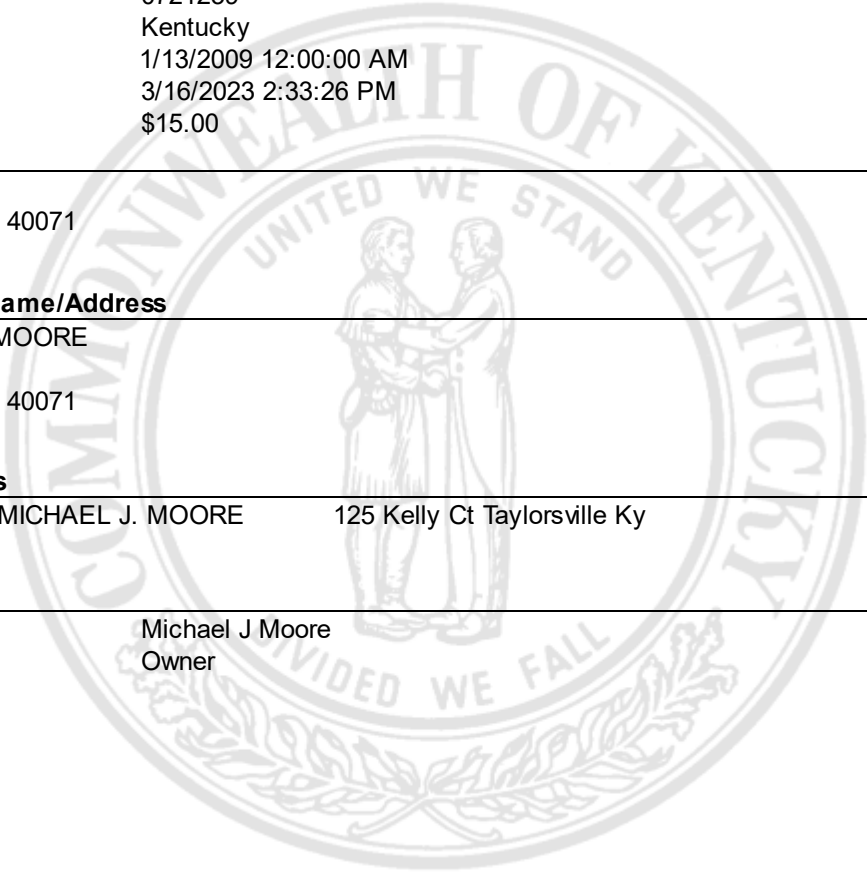 Kentucky
1/13/2009 12:00:00 AM
3/16/2023 2:33:26 PM
$15.00
40071
ame/Address
MOORE
40071
s
MICHAEL J. MOORE 125 Kelly Ct Taylorsville Ky
Michael J Moore
Owner
COMMONWEALTH OF KENTUCKY
UNITED WE STAND
DIVIDED WE FALL